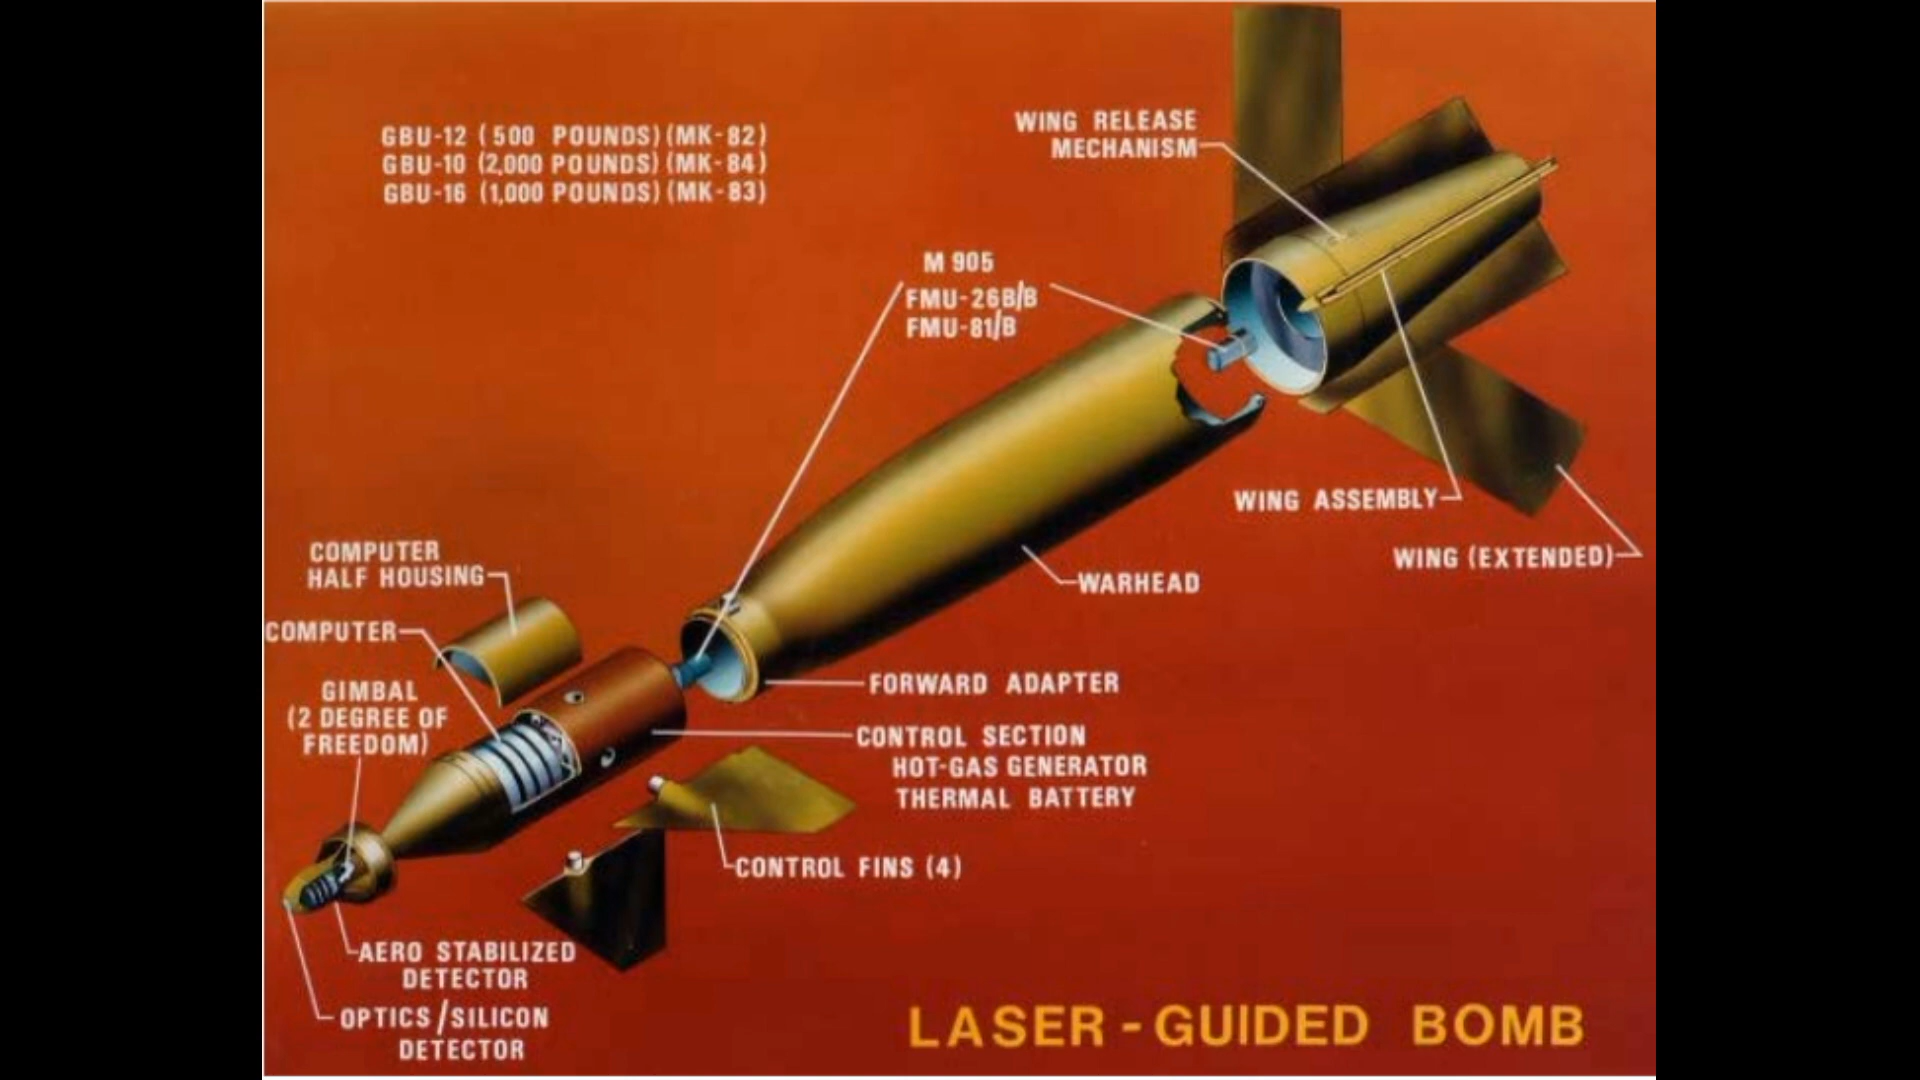 GBU-12 (500 POUNDS) (MK-82)
GBU-10 (2,000 POUNDS) (MK-84)
GBU-16 (1,000 POUNDS) (MK-83)
WING RELEASE
MECHANISM
M 905
FMU-26B/B
FMU-81/B
WING ASSEMBLY
WING (EXTENDED)
WARHEAD
COMPUTER
HALF HOUSING
COMPUTER
GIMBAL
(2 DEGREE OF
FREEDOM)
FORWARD ADAPTER
CONTROL SECTION
HOT-GAS GENERATOR
THERMAL BATTERY
CONTROL FINS (4)
AERO STABILIZED
DETECTOR
OPTICS/SILICON
DETECTOR
LASER-GUIDED BOMB